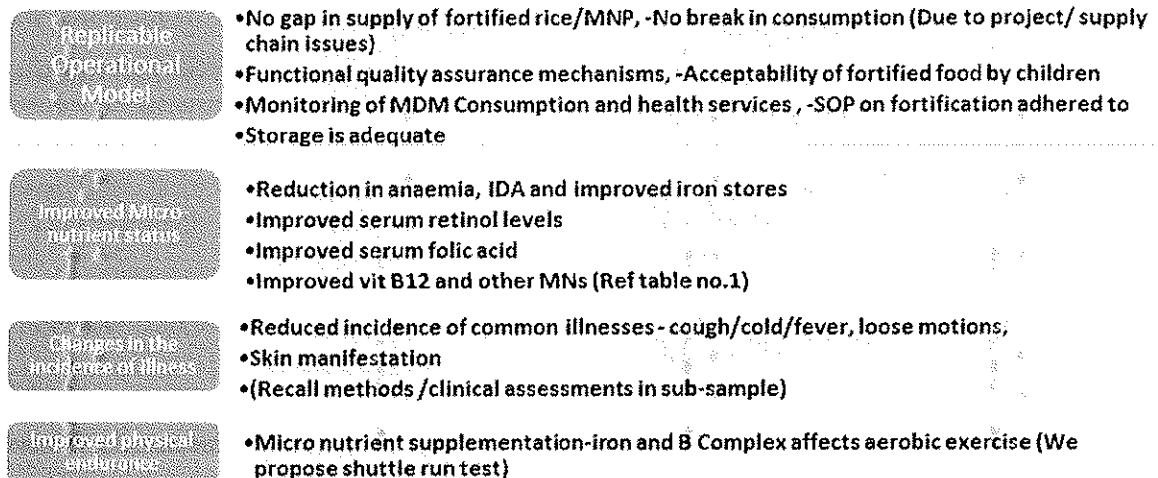 Replicable
Operational
Model
•No gap in supply of fortified rice/MNP, -No break in consumption (Due to project/ supply
chain issues)
•Functional quality assurance mechanisms, -Acceptability of fortified food by children
•Monitoring of MDM Consumption and health services , -SOP on fortification adhered to
•Storage is adequate
Improved Micro
nutrient status
•Reduction in anaemia, IDA and improved iron stores
•Improved serum retinol levels
•Improved serum folic acid
•Improved vit B12 and other MNs (Ref table no.1)
Changes in the
incidence of illness
•Reduced incidence of common illnesses - cough/cold/fever, loose motions,
•Skin manifestation
•(Recall methods /clinical assessments in sub-sample)
Improved physical
endurance
•Micro nutrient supplementation-iron and B Complex affects aerobic exercise (We
propose shuttle run test)